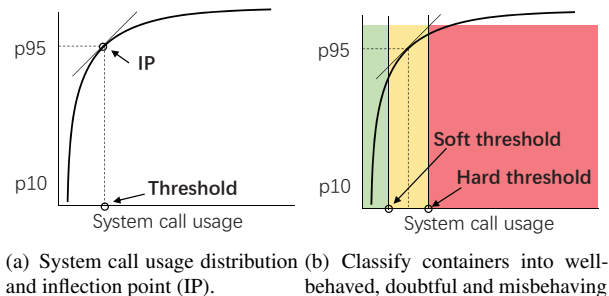 p95
IP
p10
Threshold
System call usage
p95
Soft threshold
Hard threshold
p10
System call usage
(a) System call usage distribution
and inflection point (IP).
(b) Classify containers into well-
behaved, doubtful and misbehaving